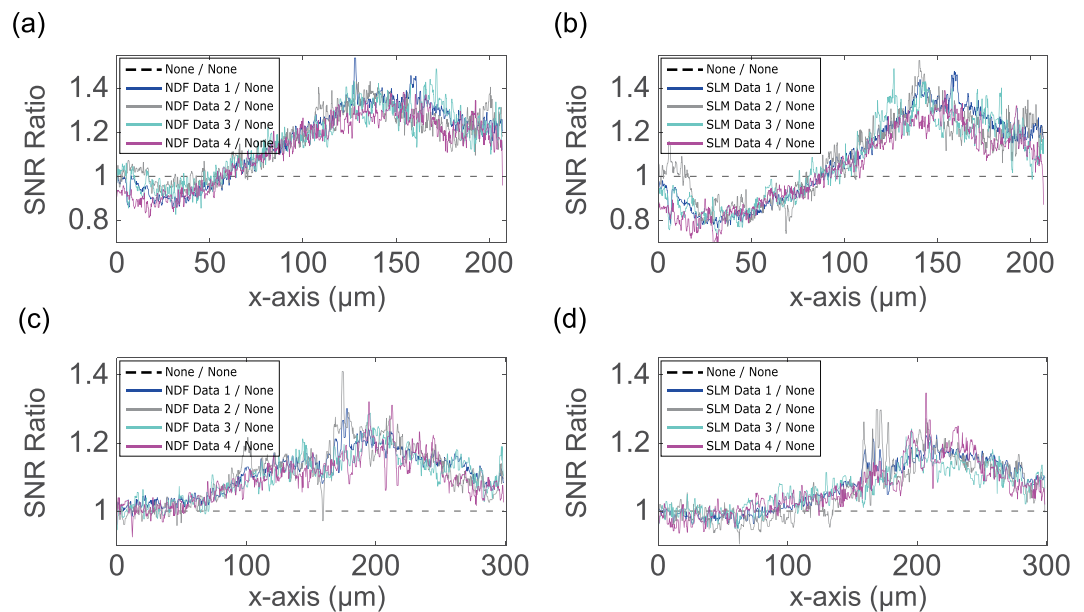 (a)
SNR Ratio
1.4
1.2
1
0.8
None / None
NDF Data 1 / None
NDF Data 2 / None
NDF Data 3 / None
NDF Data 4 / None
0 50 100 150 200
x-axis (µm)
(b)
SNR Ratio
1.4
1.2
1
0.8
None / None
SLM Data 1 / None
SLM Data 2 / None
SLM Data 3 / None
SLM Data 4 / None
0 50 100 150 200
x-axis (µm)
(c)
SNR Ratio
1.4
1.2
1
None / None
NDF Data 1 / None
NDF Data 2 / None
NDF Data 3 / None
NDF Data 4 / None
0 100 200 300
x-axis (µm)
(d)
SNR Ratio
1.4
1.2
1
None / None
SLM Data 1 / None
SLM Data 2 / None
SLM Data 3 / None
SLM Data 4 / None
0 100 200 300
x-axis (µm)